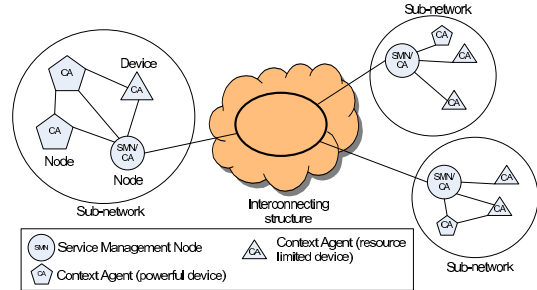 Sub-network
CA
SMN/
CA
CA
CA
Device
CA
CA
CA
Node
SMN/
CA
Node
Sub-network
Interconnecting
structure
SMN/
CA
CA
CA
CA
Sub-network
SMN Service Management Node
CA Context Agent (resource
limited device)
CA Context Agent (powerful device)